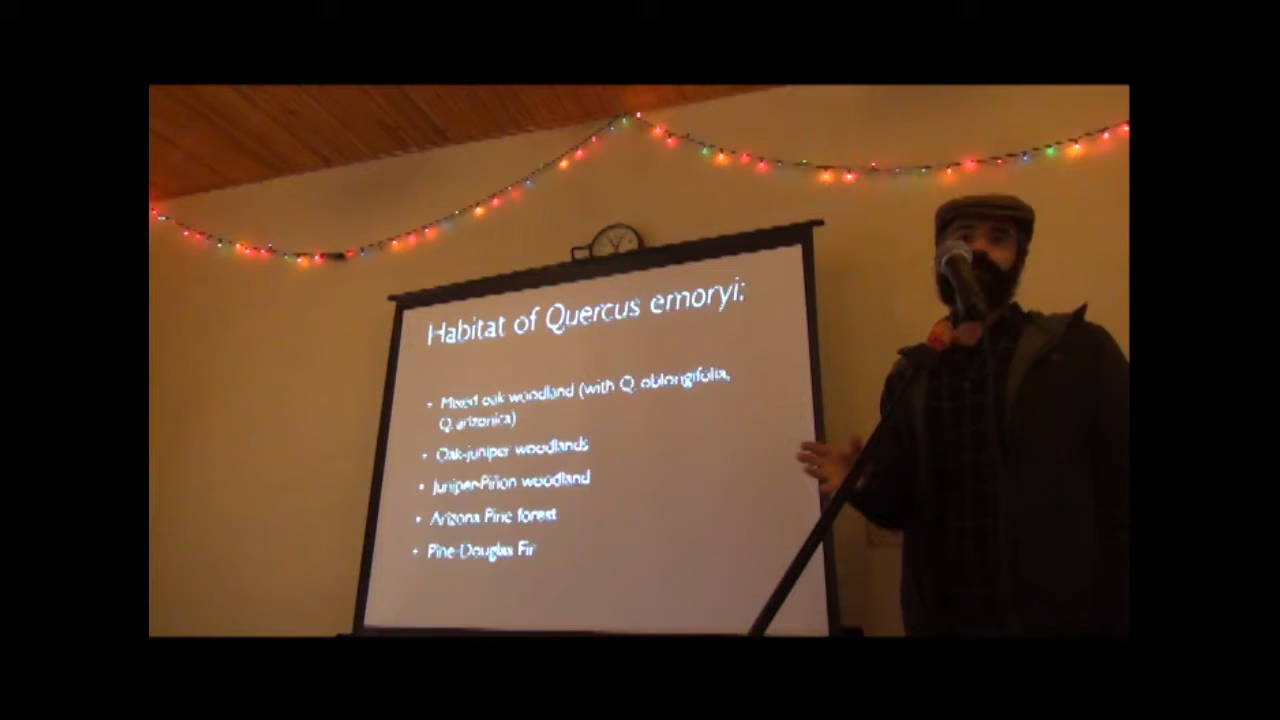 Habitat of Quercus emoryi:
• Mixed oak woodland (with Q. oblongifolia,
Q. arizonica)
• Oak-juniper woodlands
• Juniper-Piñon woodland
• Arizona Pine forest
• Pine-Douglas Fir